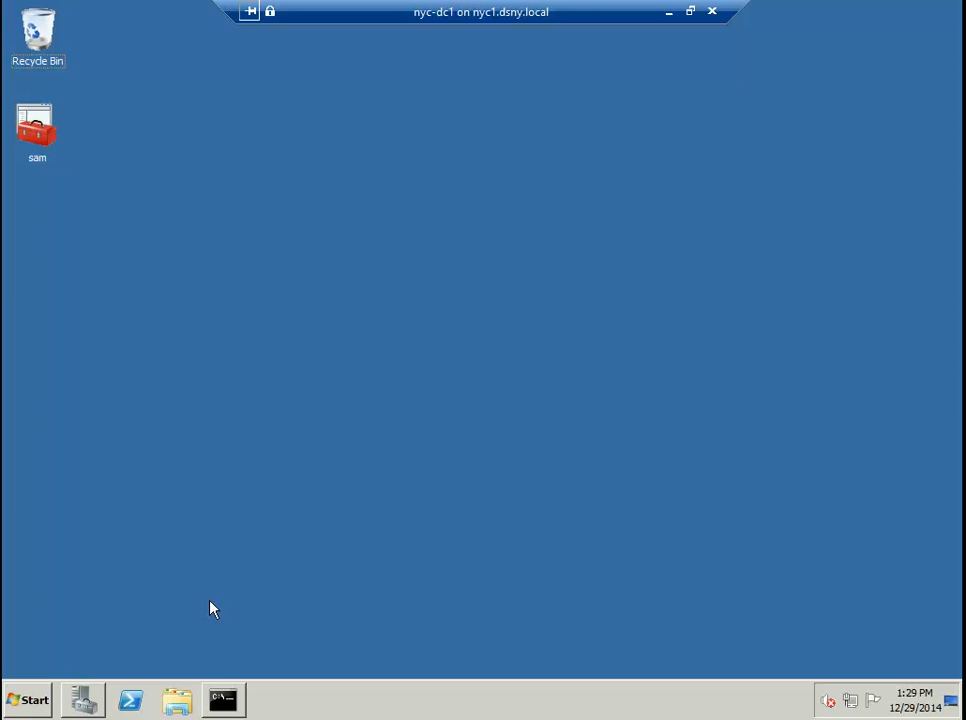 nyc-dc1 on nyc1.dsny.local
Recycle Bin
sam
C:\_
Start
1:29 PM
12/29/2014